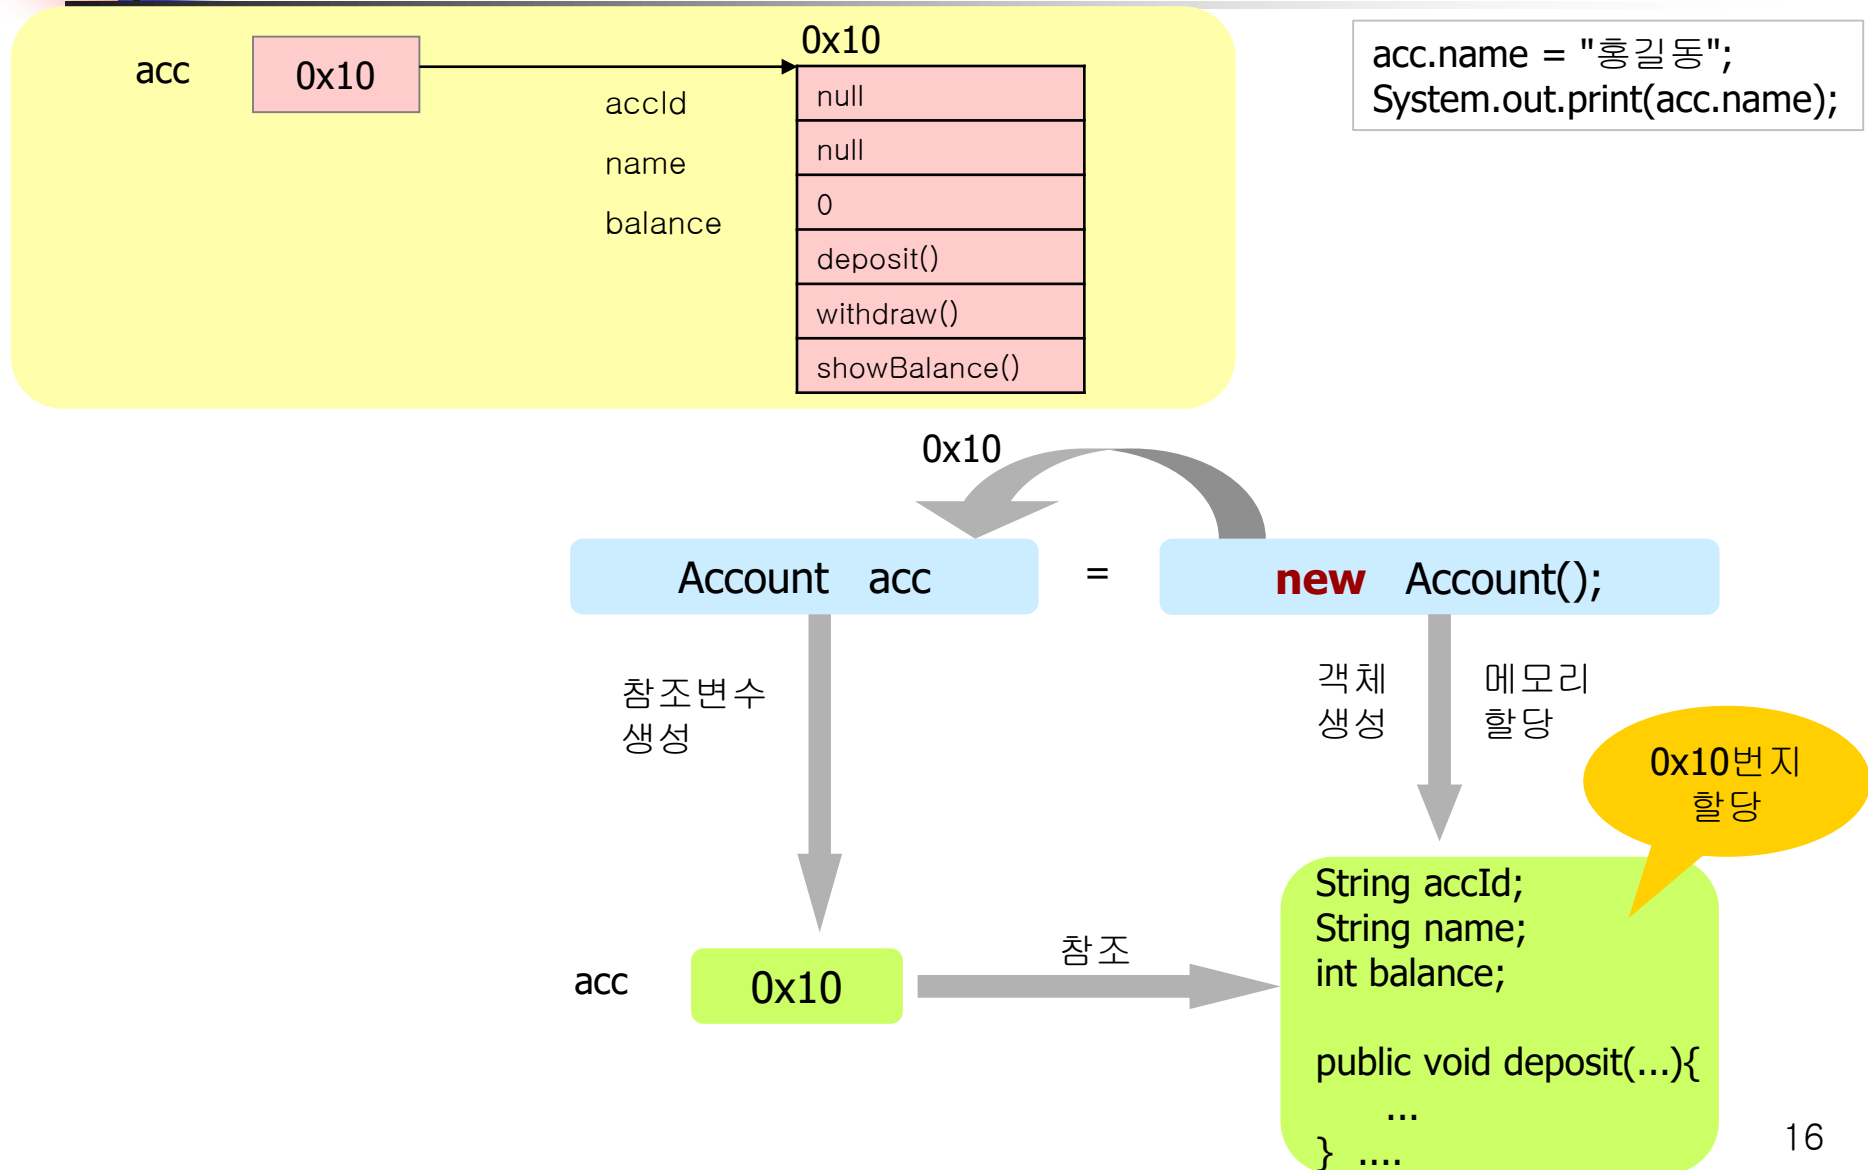 0x10
acc
0x10
accId
null
name
null
balance
0
deposit()
withdraw()
showBalance()
acc.name = "홍길동";
System.out.print(acc.name);
0x10
Account acc
=
new Account();
참조변수
생성
객체
생성
메모리
할당
0x10번지
할당
acc
0x10
참조
String accId;
String name;
int balance;
public void deposit(...){
...
} ....
16